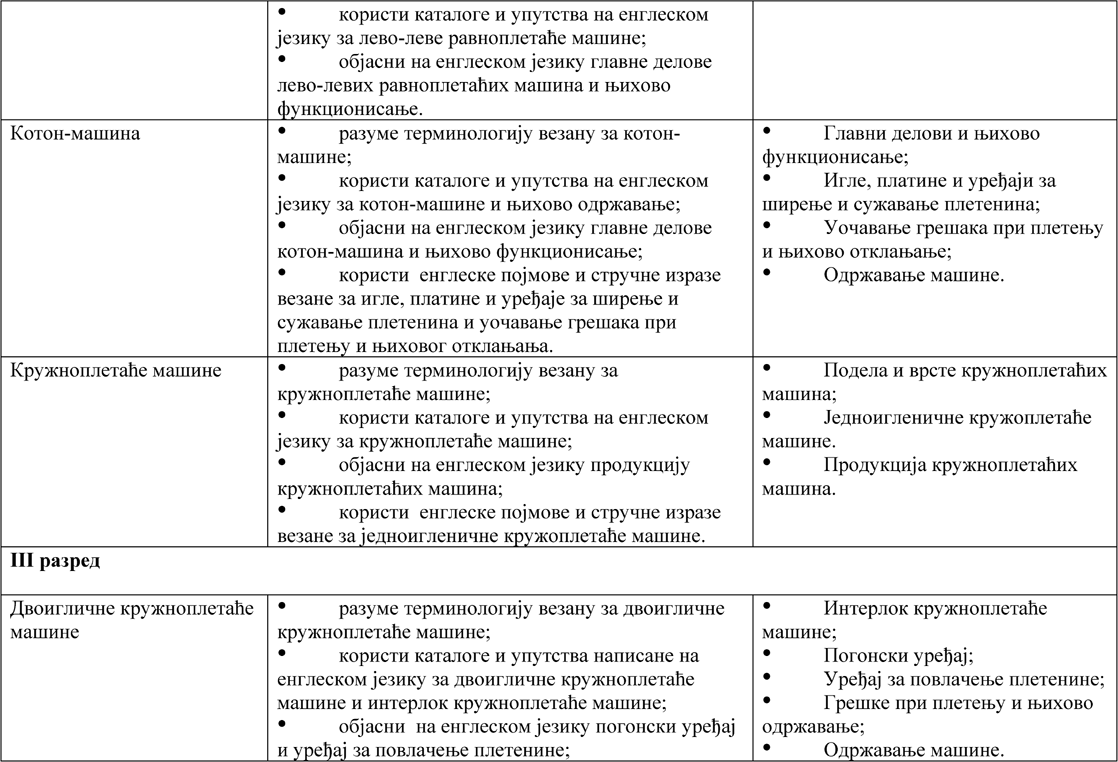 • користи каталоге и упутства на енглеском
језику за лево-леве равноплетаће машине;
• објасни на енглеском језику главне делове
лево-левих равноплетаћих машина и њихово
функционисање.
Котон-машина
• разуме терминологију везану за котон-
машине;
• користи каталоге и упутства на енглеском
језику за котон-машине и њихово одржавање;
• објасни на енглеском језику главне делове
котон-машина и њихово функционисање;
• користи енглеске појмове и стручне изразе
везане за игле, платине и уређаје за ширење и
сужавање плетенина и уочавање грешака при
плетењу и њиховог отклањања.
• Главни делови и њихово
функционисање;
• Игле, платине и уређаји за
ширење и сужавање плетенина;
• Уочавање грешака при плетењу
и њихово отклањање;
• Одржавање машине.
Кружноплетаће машине
• разуме терминологију везану за
кружноплетаће машине;
• користи каталоге и упутства на енглеском
језику за кружноплетаће машине;
• објасни на енглеском језику продукцију
кружноплетаћих машина;
• користи енглеске појмове и стручне изразе
везане за једноигленичне кружоплетаће машине.
• Подела и врсте кружноплетаћих
машина;
• Једноигленичне кружоплетаће
машине.
• Продукција кружноплетаћих
машина.
III разред
Двоигличне кружноплетаће
машине
• разуме терминологију везану за двоигличне
кружноплетаће машине;
• користи каталоге и упутства написане на
енглеском језику за двоигличне кружноплетаће
машине и интерлок кружноплетаће машине;
• објасни на енглеском језику погонски уређај
и уређај за повлачење плетенине;
• Интерлок кружноплетаће
машине;
• Погонски уређај;
• Уређај за повлачење плетенине;
• Грешке при плетењу и њихово
одржавање;
• Одржавање машине.